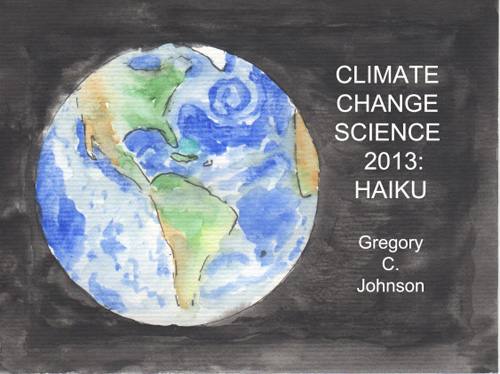 CLIMATE
CHANGE
SCIENCE
2013:
HAIKU
Gregory
C.
Johnson